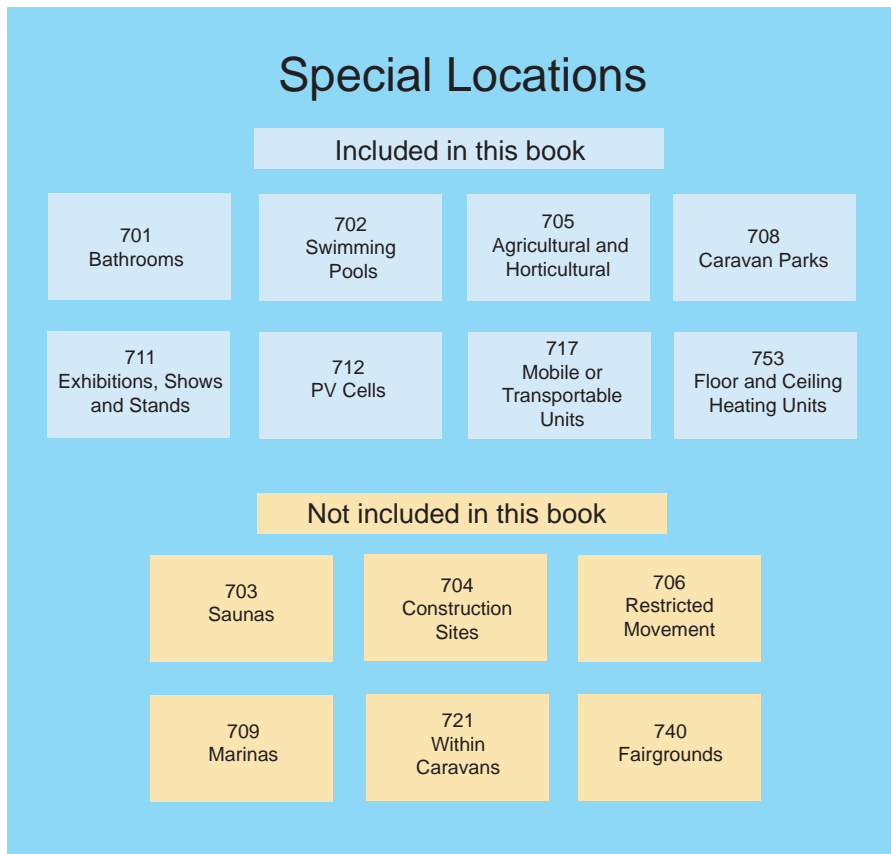 Special Locations
Included in this book
701
Bathrooms
702
Swimming
Pools
705
Agricultural and
Horticultural
708
Caravan Parks
711
Exhibitions, Shows
and Stands
712
PV Cells
717
Mobile or
Transportable
Units
753
Floor and Ceiling
Heating Units
Not included in this book
703
Saunas
704
Construction
Sites
706
Restricted
Movement
709
Marinas
721
Within
Caravans
740
Fairgrounds